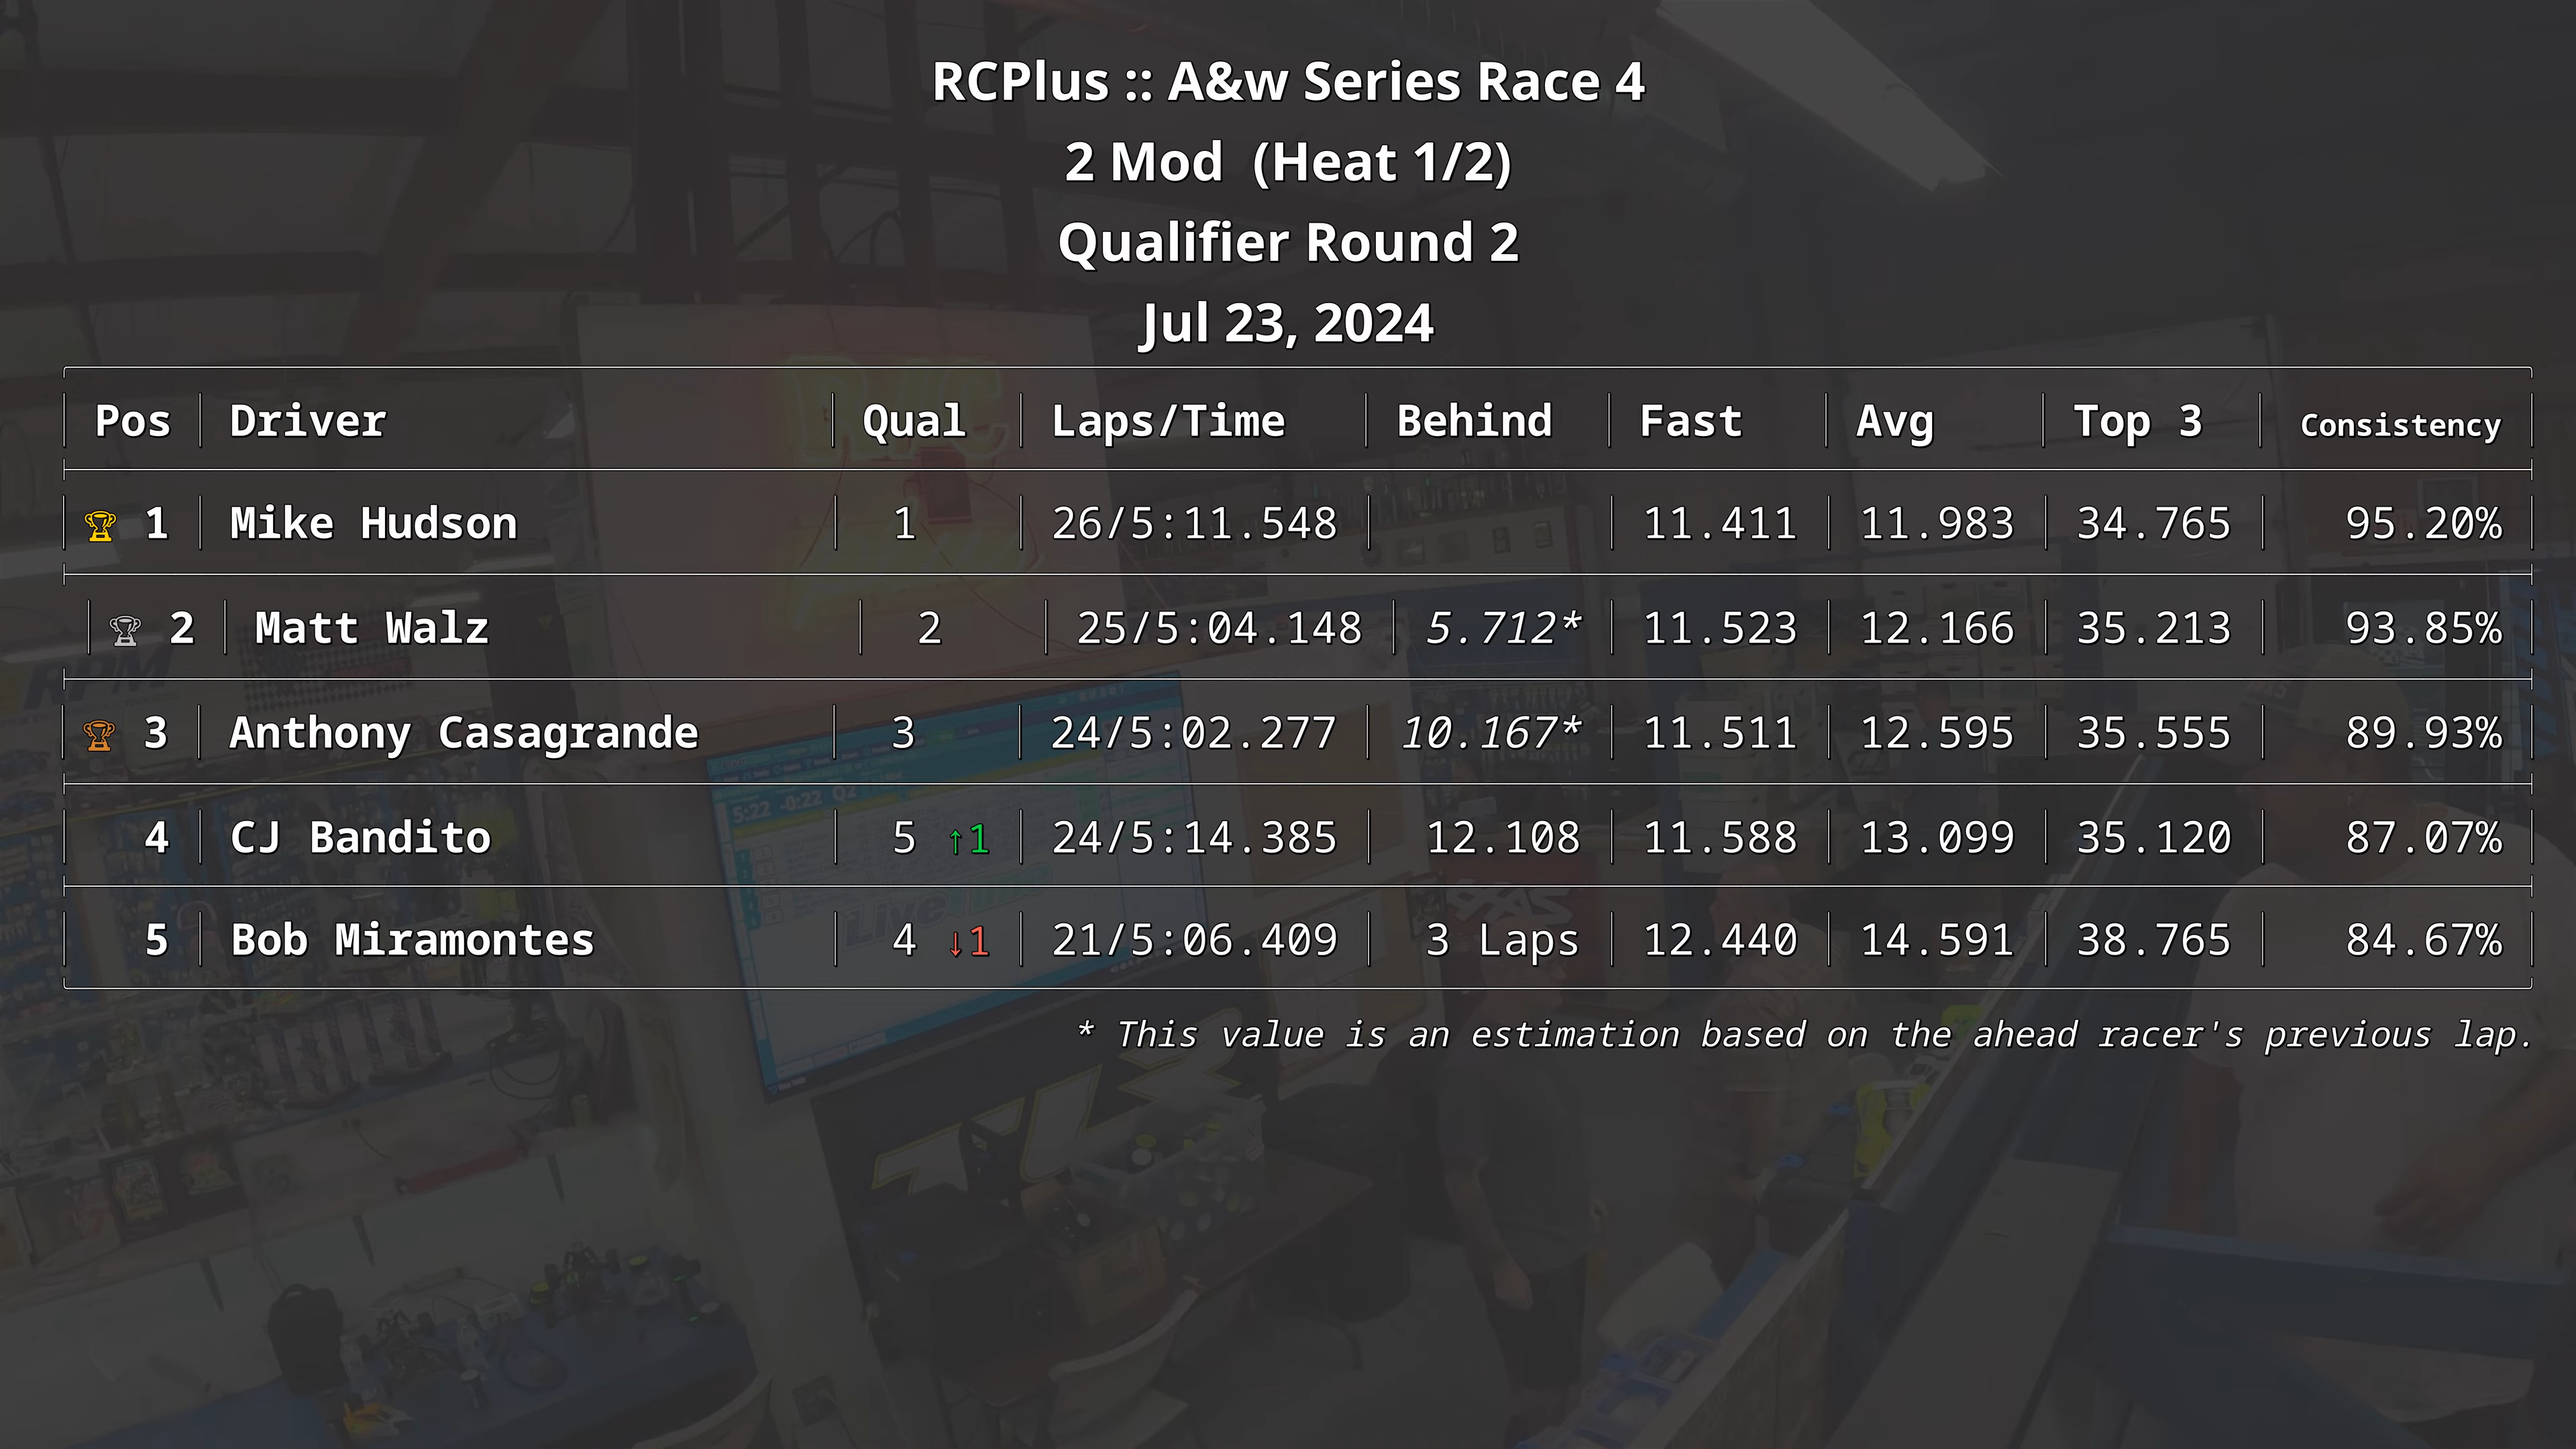 RCPlus :: A&w Series Race 4
2 Mod (Heat 1/2)
Qualifier Round 2
Jul 23, 2024
Pos Driver Qual Laps/Time Behind Fast Avg Top 3 Consistency
1 Mike Hudson 1 26/5:11.548 11.411 11.983 34.765 95.20%
2 Matt Walz 2 25/5:04.148 5.712* 11.523 12.166 35.213 93.85%
3 Anthony Casagrande 3 24/5:02.277 10.167* 11.511 12.595 35.555 89.93%
4 CJ Bandito 5 ↑1 24/5:14.385 12.108 11.588 13.099 35.120 87.07%
5 Bob Miramontes 4 ↓1 21/5:06.409 3 Laps 12.440 14.591 38.765 84.67%
* This value is an estimation based on the ahead racer's previous lap.
RPM
5:22 -0:22 Q2